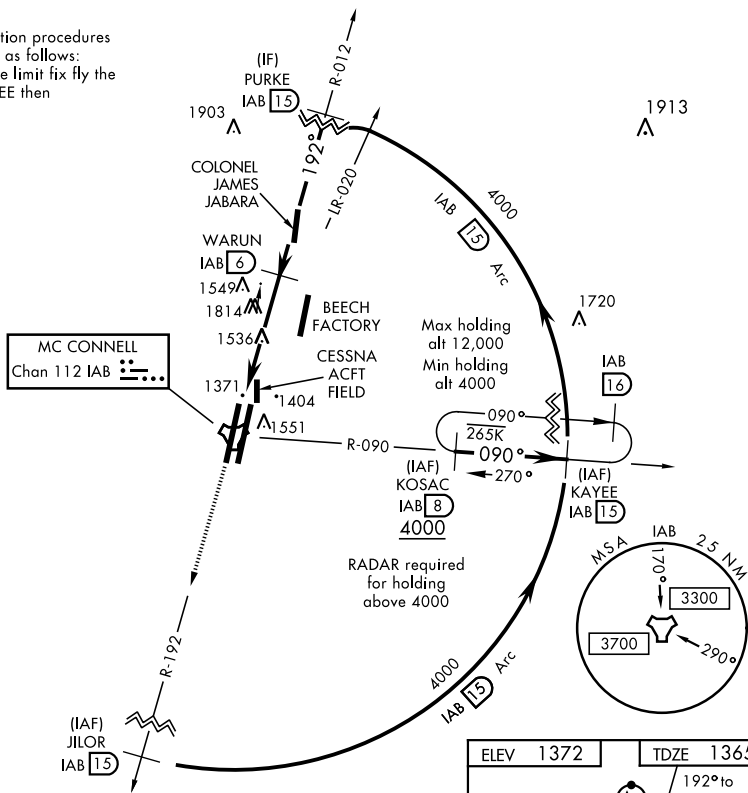 tion procedures
as follows:
e limit fix fly the
EE then
(IF)
PURKE
IAB 15
R-012
1903
1913
192°
LR-020
COLONEL
JAMES
JABARA
4000
IAB 15 Arc
WARUN
IAB 6
1549
1814
BEECH
FACTORY
1720
1536
Max holding
alt 12,000
Min holding
alt 4000
MC CONNELL
Chan 112 IAB
CESSNA
ACFT
FIELD
IAB
16
1371
1404
1551
090°
265K
R-090
090°
270°
(IAF)
KOSAC
IAB 8
4000
(IAF)
KAYEE
IAB 15
RADAR required
for holding
above 4000
MSA IAB 25 NM
170°
3300
3700
290°
R-192
4000
IAB 15 Arc
(IAF)
JILOR
IAB 15
ELEV 1372
TDZE 1365
192° to